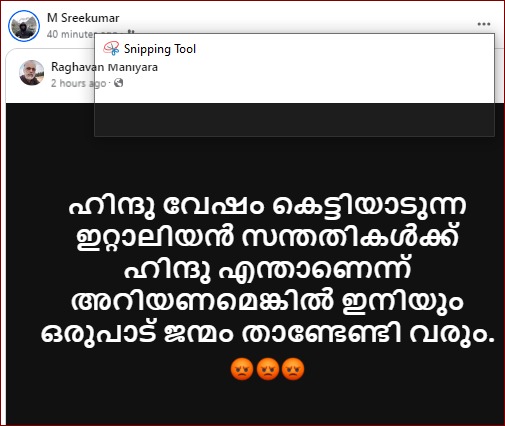 M Sreekumar
40 minutes
Snipping Tool
Raghavan Maniyara
2 hours ago ·
ഹിന്ദു വേഷം കെട്ടിയാടുന്ന
ഇറ്റാലിയൻ സന്തതികൾക്ക്
ഹിന്ദു എന്താണെന്ന്
അറിയണമെങ്കിൽ ഇനിയും
ഒരുപാട് ജന്മം താണ്ടേണ്ടി വരും.
😡😡😡